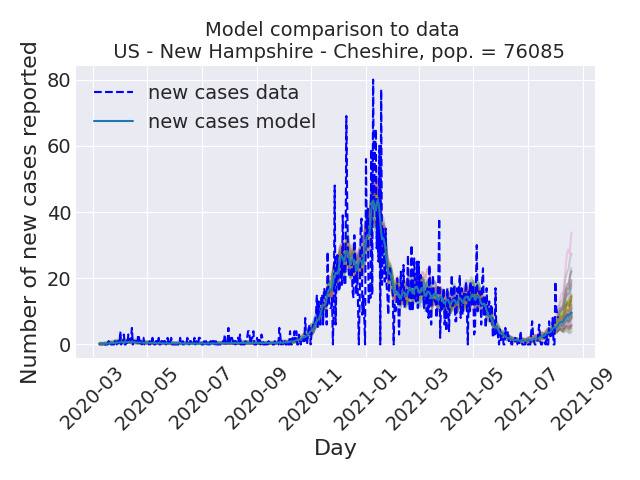 Model comparison to data
US - New Hampshire - Cheshire, pop. = 76085
Number of new cases reported
80
60
40
20
0
new cases data
new cases model
2020-03
2020-05
2020-07
2020-09
2020-11
2021-01
2021-03
2021-05
2021-07
2021-09
Day